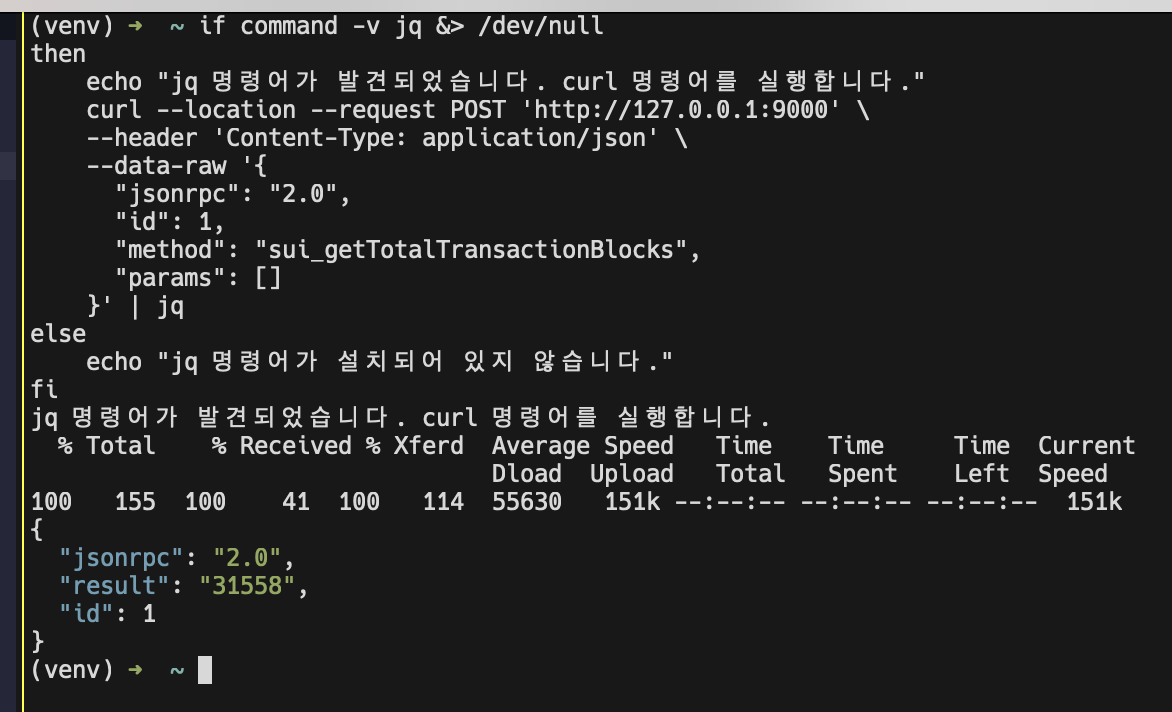 (venv) ➜  ~ if command -v jq &> /dev/null
then
    echo "jq 명령어가 발견되었습니다. curl 명령어를 실행합니다."
    curl --location --request POST 'http://127.0.0.1:9000' \
    --header 'Content-Type: application/json' \
    --data-raw '{
      "jsonrpc": "2.0",
      "id": 1,
      "method": "sui_getTotalTransactionBlocks",
      "params": []
    }' | jq
else
    echo "jq 명령어가 설치되어 있지 않습니다."
fi
jq 명령어가 발견되었습니다. curl 명령어를 실행합니다.
  % Total    % Received % Xferd  Average Speed   Time    Time     Time  Current
                                 Dload  Upload   Total   Spent    Left  Speed
100   155  100    41  100   114  55630   151k --:--:-- --:--:-- --:--:--  151k
{
  "jsonrpc": "2.0",
  "result": "31558",
  "id": 1
}
(venv) ➜  ~